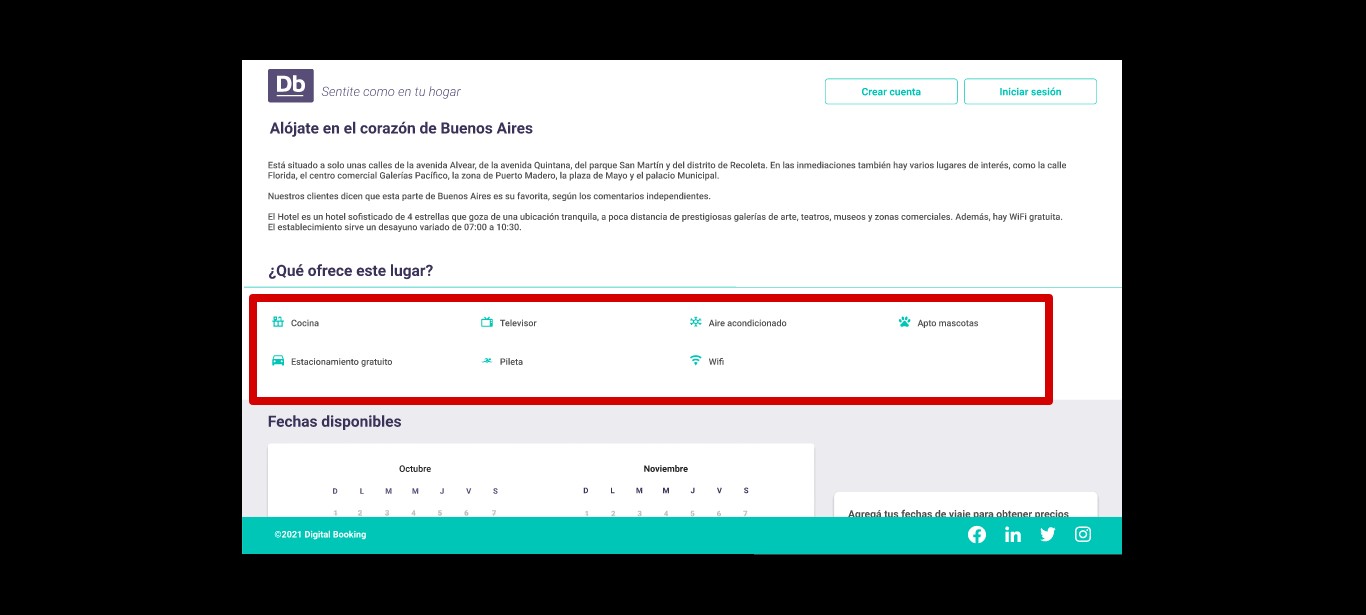 Db
Sentite como en tu hogar
Crear cuenta
Iniciar sesión
Alójate en el corazón de Buenos Aires
Está situado a solo unas calles de la avenida Alvear, de la avenida Quintana, del parque San Martín y del distrito de Recoleta. En las inmediaciones también hay varios lugares de interés, como la calle
Florida, el centro comercial Galerías Pacífico, la zona de Puerto Madero, la plaza de Mayo y el palacio Municipal.
Nuestros clientes dicen que esta parte de Buenos Aires es su favorita, según los comentarios independientes.
El Hotel es un hotel sofisticado de 4 estrellas que goza de una ubicación tranquila, a poca distancia de prestigiosas galerías de arte, teatros, museos y zonas comerciales. Además, hay WiFi gratuita.
El establecimiento sirve un desayuno variado de 07:00 a 10:30.
¿Qué ofrece este lugar?
Cocina
Televisor
Aire acondicionado
Apto mascotas
Estacionamiento gratuito
Pileta
Wifi
Fechas disponibles
Octubre
Noviembre
D L M M J V S
D L M M J V S
1 2 3 4 5 6 7
1 2 3 4 5 6 7
Agregá tus fechas de viaje para obtener precios
©2021 Digital Booking